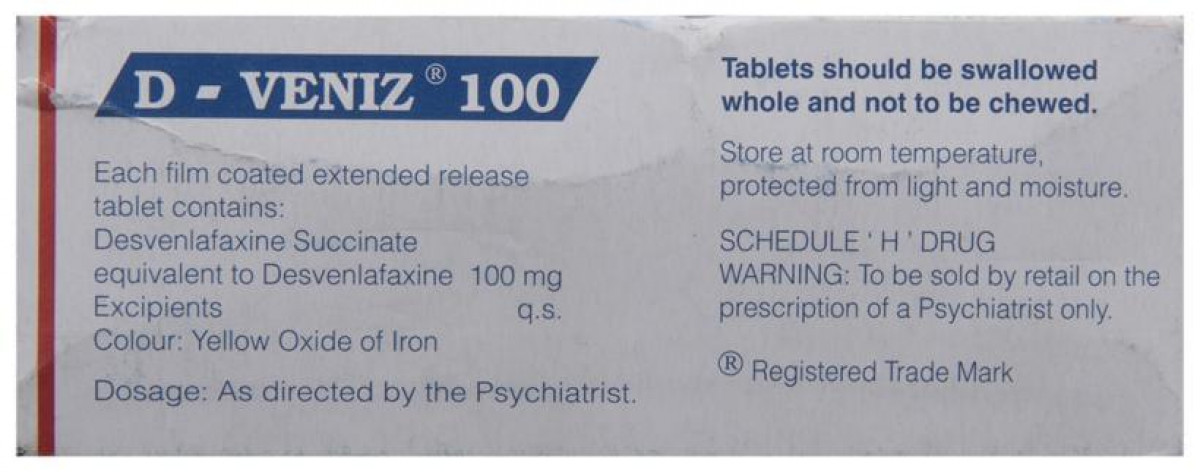 D - VENIZ ® 100
Each film coated extended release
tablet contains:
Desvenlafaxine Succinate
equivalent to Desvenlafaxine 100 mg
Excipients q.s.
Colour: Yellow Oxide of Iron
Dosage: As directed by the Psychiatrist.
Tablets should be swallowed
whole and not to be chewed.
Store at room temperature,
protected from light and moisture.
SCHEDULE ' H ' DRUG
WARNING: To be sold by retail on the
prescription of a Psychiatrist only.
® Registered Trade Mark